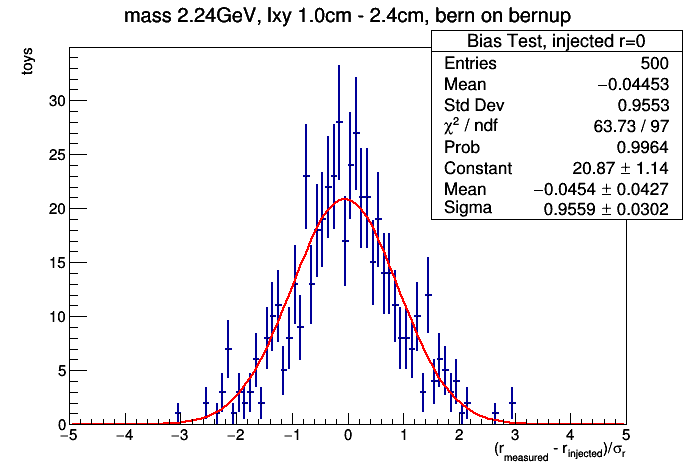 mass 2.24GeV, lxy 1.0cm - 2.4cm, bern on bernup
Bias Test, injected r=0
Entries 500
Mean −0.04453
Std Dev 0.9553
χ² / ndf 63.73 / 97
Prob 0.9964
Constant 20.87 ± 1.14
Mean −0.0454 ± 0.0427
Sigma 0.9559 ± 0.0302
toys
30
25
20
15
10
5
0
−5 −4 −3 −2 −1 0 1 2 3 4 5
(r_measured - r_injected)/σ_r